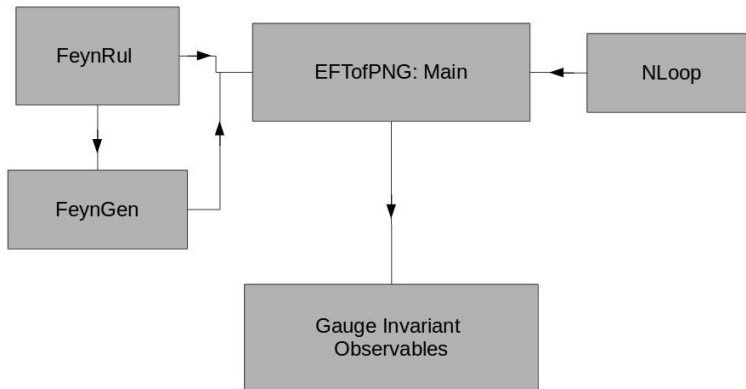 FeynRul
EFTofPNG: Main
NLoop
FeynGen
Gauge Invariant
Observables